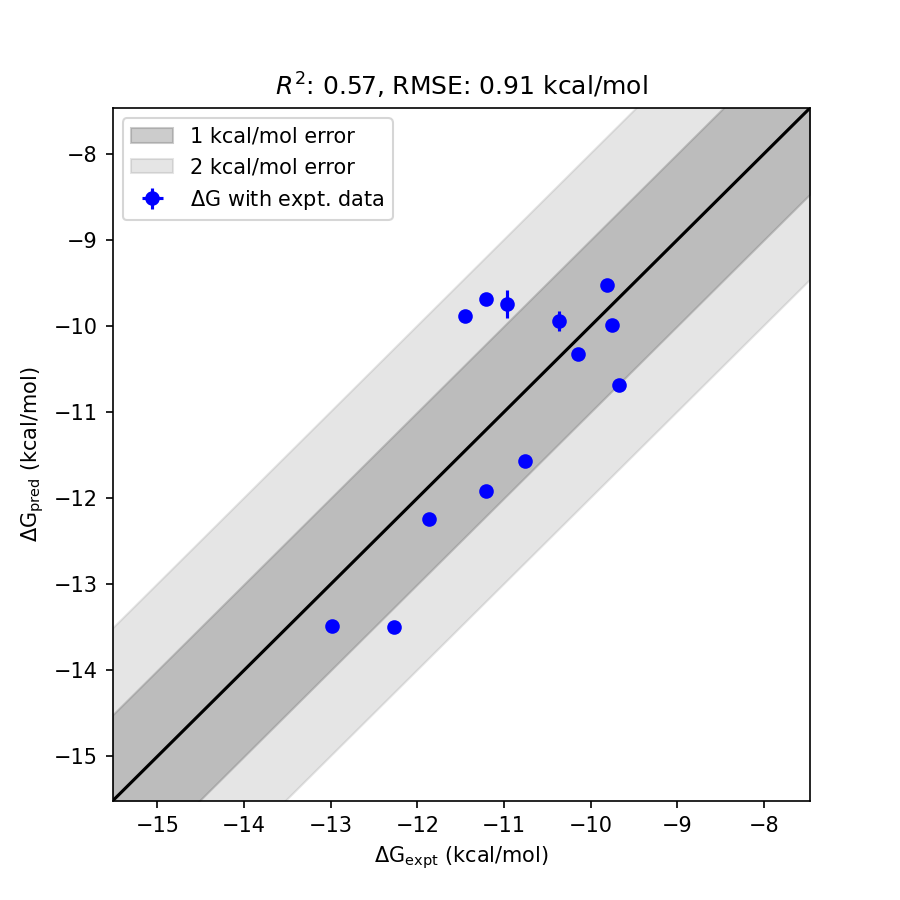 R²: 0.57, RMSE: 0.91 kcal/mol
1 kcal/mol error
2 kcal/mol error
ΔG with expt. data
−8
−9
−10
−11
−12
−13
−14
−15
ΔGpred (kcal/mol)
−15 −14 −13 −12 −11 −10 −9 −8
ΔGexpt (kcal/mol)